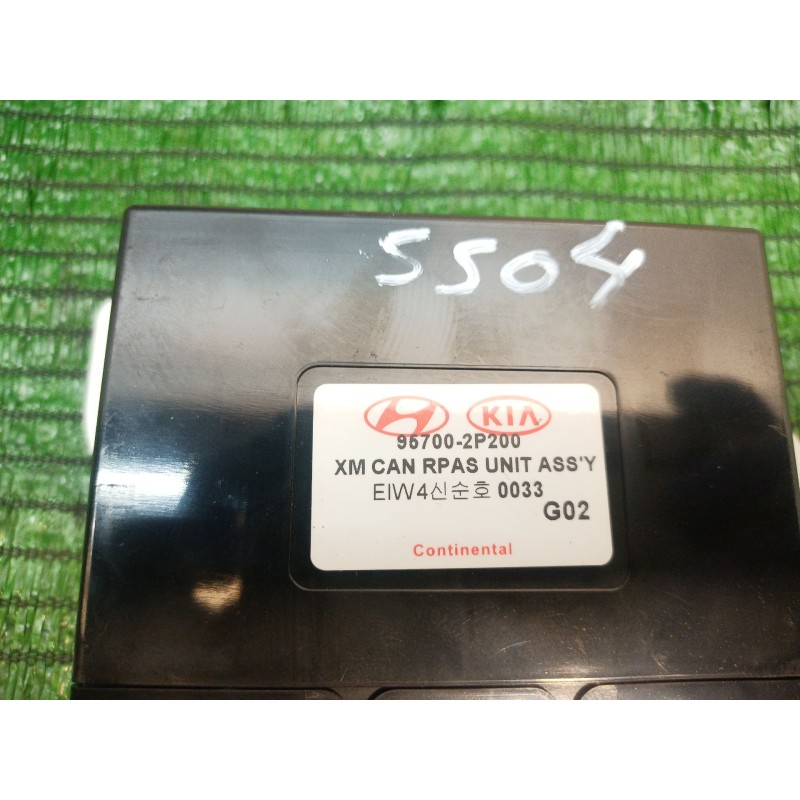 5504
KIA
95700-2P200
XM CAN RPAS UNIT ASS'Y
EIW4신순호 0033
G02
Continental